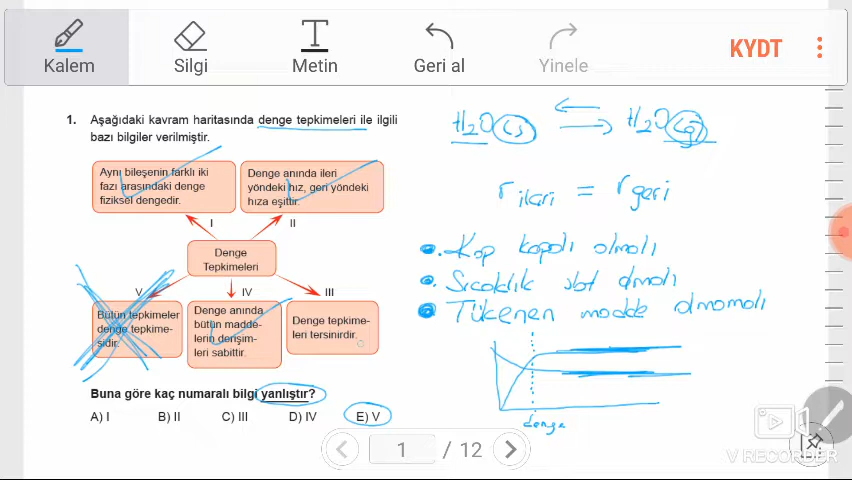 Kalem
Silgi
Metin
Geri al
Yinele
KYDT
1. Aşağıdaki kavram haritasında denge tepkimeleri ile ilgili
bazı bilgiler verilmiştir.
Aynı bileşenin farklı iki
fazı arasındaki denge
fiziksel dengedir.
Denge anında ileri
yöndeki hız, geri yöndeki
hıza eşittir.
I
II
Denge
Tepkimeleri
V
IV
III
Bütün tepkimeler
denge tepkime-
sidir.
Denge anında
bütün madde-
lerin derişim-
leri sabittir.
Denge tepkime-
leri tersinirdir.
Buna göre kaç numaralı bilgi yanlıştır?
A) I B) II C) III D) IV E) V
H₂O(s) ⇄ H₂O(g)
r ileri = r geri
Kap kapalı olmalı
Sıcaklık sbt olmalı
Tükenen madde olmamalı
denge
1 / 12
V RECORDER